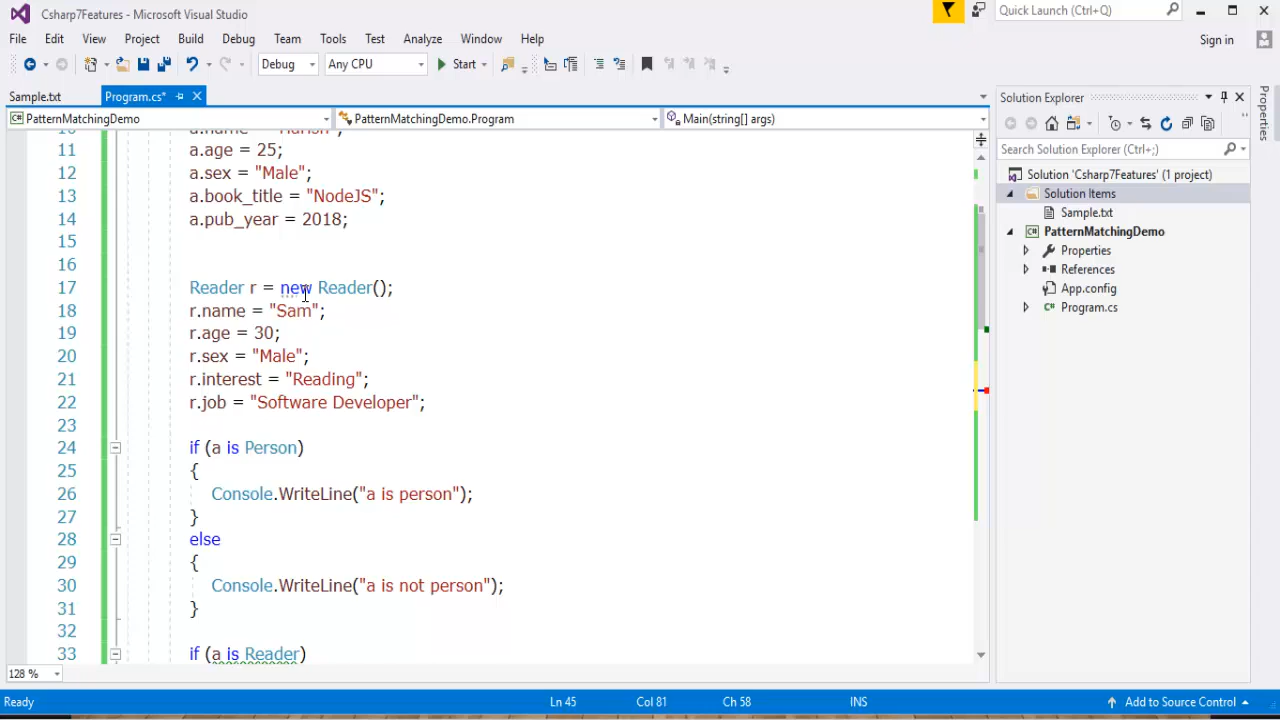 Csharp7Features - Microsoft Visual Studio
Quick Launch (Ctrl+Q)
File Edit View Project Build Debug Team Tools Test Analyze Window Help
Sign in
Debug Any CPU Start
Sample.txt Program.cs*
PatternMatchingDemo PatternMatchingDemo.Program Main(string[] args)
11 a.age = 25;
12 a.sex = "Male";
13 a.book_title = "NodeJS";
14 a.pub_year = 2018;
15
16
17 Reader r = new Reader();
18 r.name = "Sam";
19 r.age = 30;
20 r.sex = "Male";
21 r.interest = "Reading";
22 r.job = "Software Developer";
23
24 if (a is Person)
25 {
26 Console.WriteLine("a is person");
27 }
28 else
29 {
30 Console.WriteLine("a is not person");
31 }
32
33 if (a is Reader)
128 %
Solution Explorer
Search Solution Explorer (Ctrl+;)
Solution 'Csharp7Features' (1 project)
Solution Items
Sample.txt
PatternMatchingDemo
Properties
References
App.config
Program.cs
Properties
Ready Ln 45 Col 81 Ch 58 INS Add to Source Control